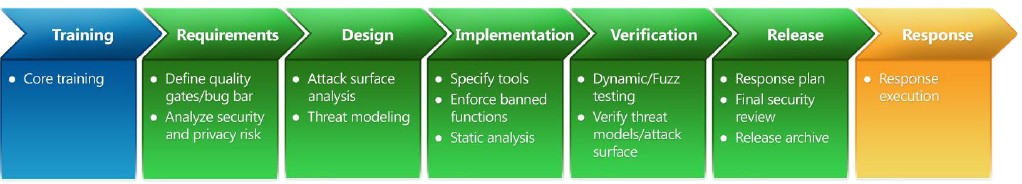 Training
Requirements
Design
Implementation
Verification
Release
Response
• Core training
• Define quality
gates/bug bar
• Analyze security
and privacy risk
• Attack surface
analysis
• Threat modeling
• Specify tools
• Enforce banned
functions
• Static analysis
• Dynamic/Fuzz
testing
• Verify threat
models/attack
surface
• Response plan
• Final security
review
• Release archive
• Response
execution